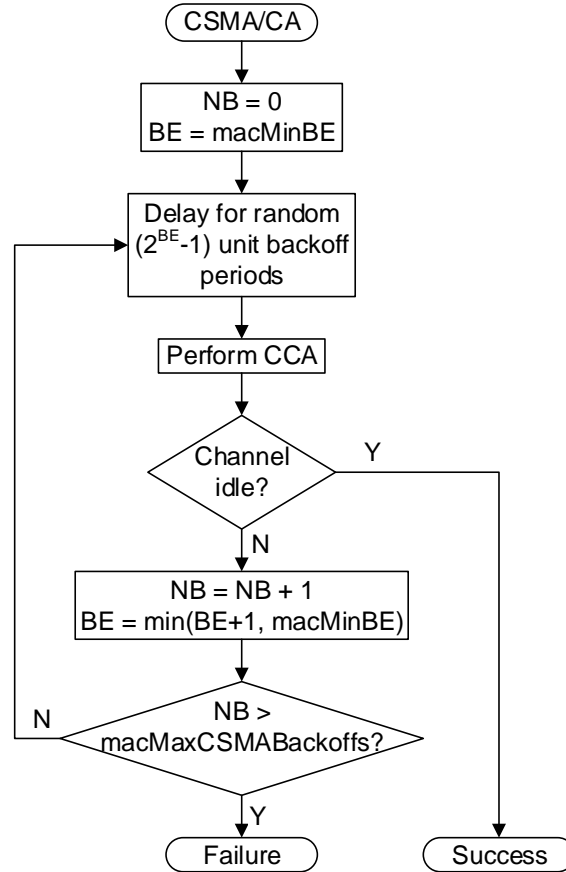 CSMA/CA
NB = 0
BE = macMinBE
Delay for random
(2^BE-1) unit backoff
periods
Perform CCA
Channel
idle?
Y
N
NB = NB + 1
BE = min(BE+1, macMinBE)
N
NB >
macMaxCSMABackoffs?
Y
Failure
Success